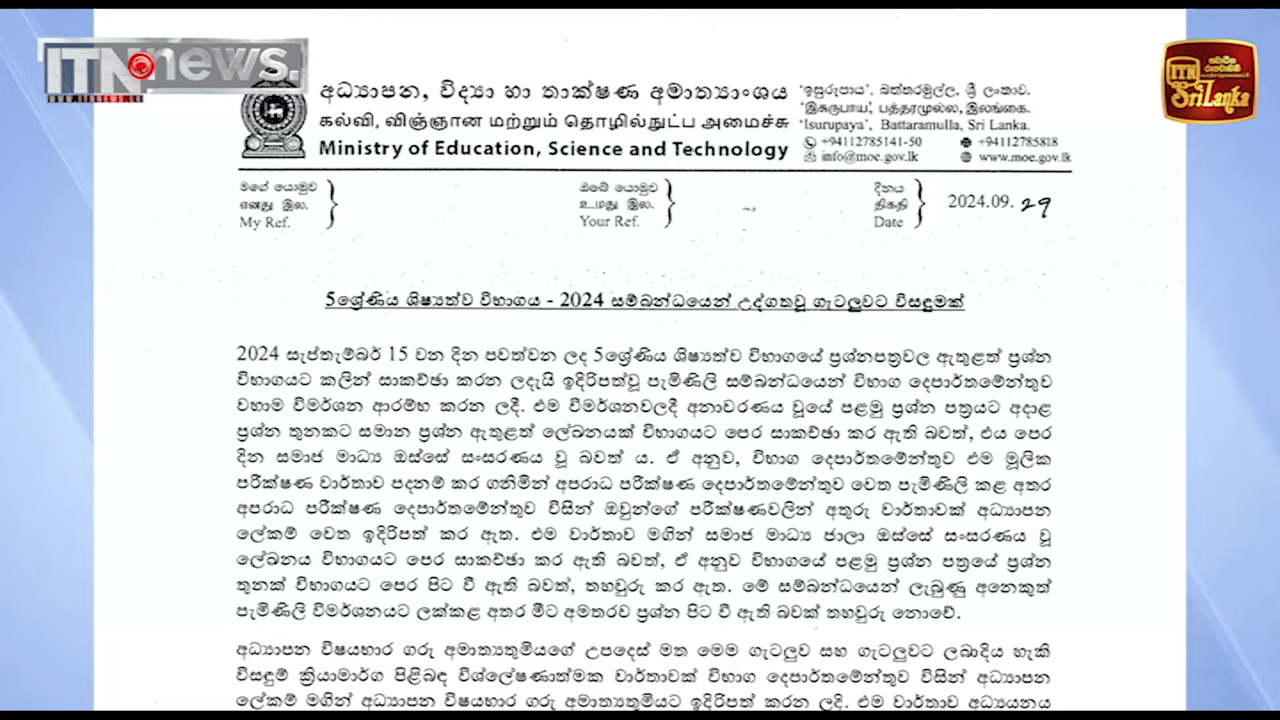 ITN news.
WWW.ITNNEWS.LK
ITN
SriLanka
අධ්‍යාපන, විද්‍යා හා තාක්ෂණ අමාත්‍යාංශය
கல்வி, விஞ்ஞான மற்றும் தொழில்நுட்ப அமைச்சு
Ministry of Education, Science and Technology
‘ඉසුරුපාය’, බත්තරමුල්ල, ශ්‍රී ලංකාව.
‘இசுருபாய’, பத்தரமுல்ல, இலங்கை.
‘Isurupaya’, Battaramulla, Sri Lanka.
+94112785141-50 +94112785818
info@moe.gov.lk www.moe.gov.lk
මගේ යොමුව
எனது இல.
My Ref.
ඔබේ යොමුව
உமது இல.
Your Ref.
දිනය
திகதி
Date
2024.09. 29
5ශ්‍රේණිය ශිෂ්‍යත්ව විභාගය - 2024 සම්බන්ධයෙන් උද්ගතවූ ගැටලුවට විසඳුමක්
2024 සැප්තැම්බර් 15 වන දින පවත්වන ලද 5ශ්‍රේණිය ශිෂ්‍යත්ව විභාගයේ ප්‍රශ්නපත්‍රවල ඇතුළත් ප්‍රශ්න
විභාගයට කලින් සාකච්ඡා කරන ලදැයි ඉදිරිපත්වූ පැමිණිලි සම්බන්ධයෙන් විභාග දෙපාර්තමේන්තුව
වහාම විමර්ශන ආරම්භ කරන ලදී. එම විමර්ශනවලදී අනාවරණය වූයේ පළමු ප්‍රශ්න පත්‍රයට අදාළ
ප්‍රශ්න තුනකට සමාන ප්‍රශ්න ඇතුළත් ලේඛනයක් විභාගයට පෙර සාකච්ඡා කර ඇති බවත්, එය පෙර
දින සමාජ මාධ්‍ය ඔස්සේ සංසරණය වූ බවත් ය. ඒ අනුව, විභාග දෙපාර්තමේන්තුව එම මූලික
පරීක්ෂණ වාර්තාව පදනම් කර ගනිමින් අපරාධ පරීක්ෂණ දෙපාර්තමේන්තුව වෙත පැමිණිලි කළ අතර
අපරාධ පරීක්ෂණ දෙපාර්තමේන්තුව විසින් ඔවුන්ගේ පරීක්ෂණවලින් අතුරු වාර්තාවක් අධ්‍යාපන
ලේකම් වෙත ඉදිරිපත් කර ඇත. එම වාර්තාව මගින් සමාජ මාධ්‍ය ජාලා ඔස්සේ සංසරණය වූ
ලේඛනය විභාගයට පෙර සාකච්ඡා කර ඇති බවත්, ඒ අනුව විභාගයේ පළමු ප්‍රශ්න පත්‍රයේ ප්‍රශ්න
තුනක් විභාගයට පෙර පිට වී ඇති බවත්, තහවුරු කර ඇත. මේ සම්බන්ධයෙන් ලැබුණු අනෙකුත්
පැමිණිලි විමර්ශනයට ලක්කළ අතර මීට අමතරව ප්‍රශ්න පිට වී ඇති බවක් තහවුරු නොවේ.
අධ්‍යාපන විෂයභාර ගරු අමාත්‍යතුමියගේ උපදෙස් මත මෙම ගැටලුව සහ ගැටලුවට ලබාදිය හැකි
විසඳුම් ක්‍රියාමාර්ග පිළිබඳ විශ්ලේෂණාත්මක වාර්තාවක් විභාග දෙපාර්තමේන්තුව විසින් අධ්‍යාපන
ලේකම් මගින් අධ්‍යාපන විෂයභාර ගරු අමාත්‍යතුමියට ඉදිරිපත් කරන ලදි. එම වාර්තාව අධ්‍යයනය